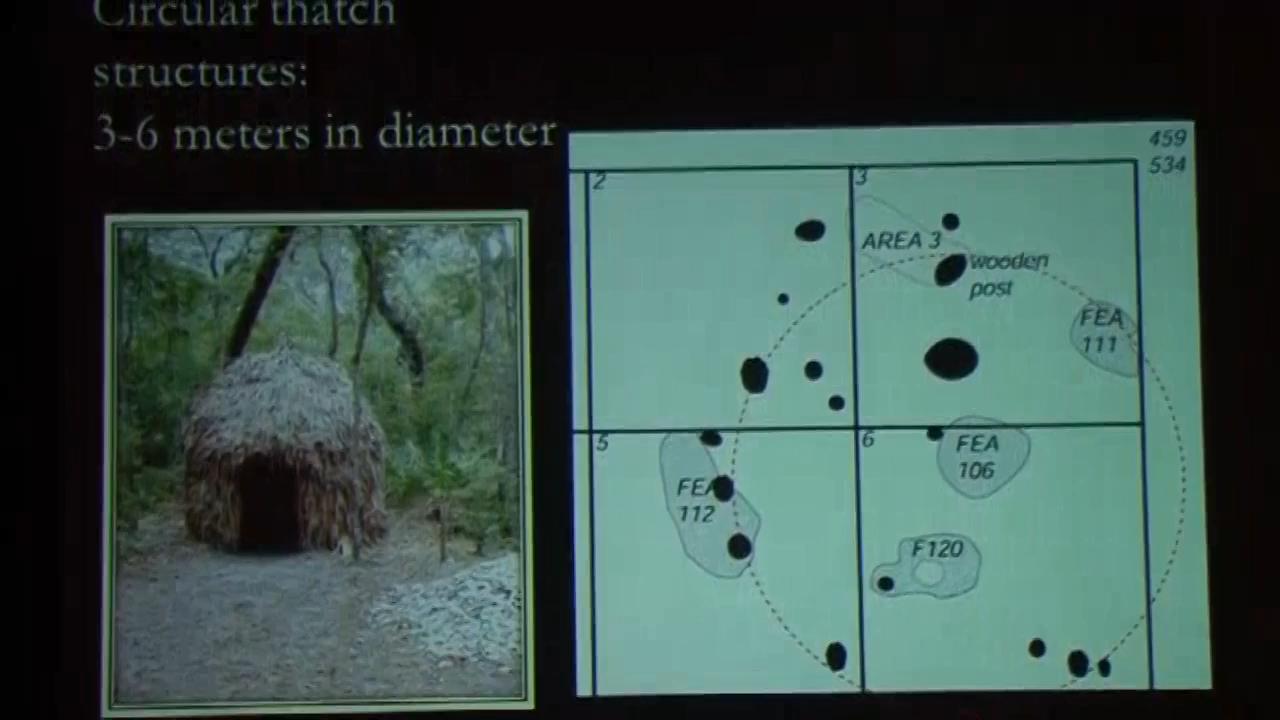 Circular thatch
structures:
3-6 meters in diameter
459
534
2
3
AREA 3
wooden
post
FEA
111
5
6
FEA
106
FEA
112
F120